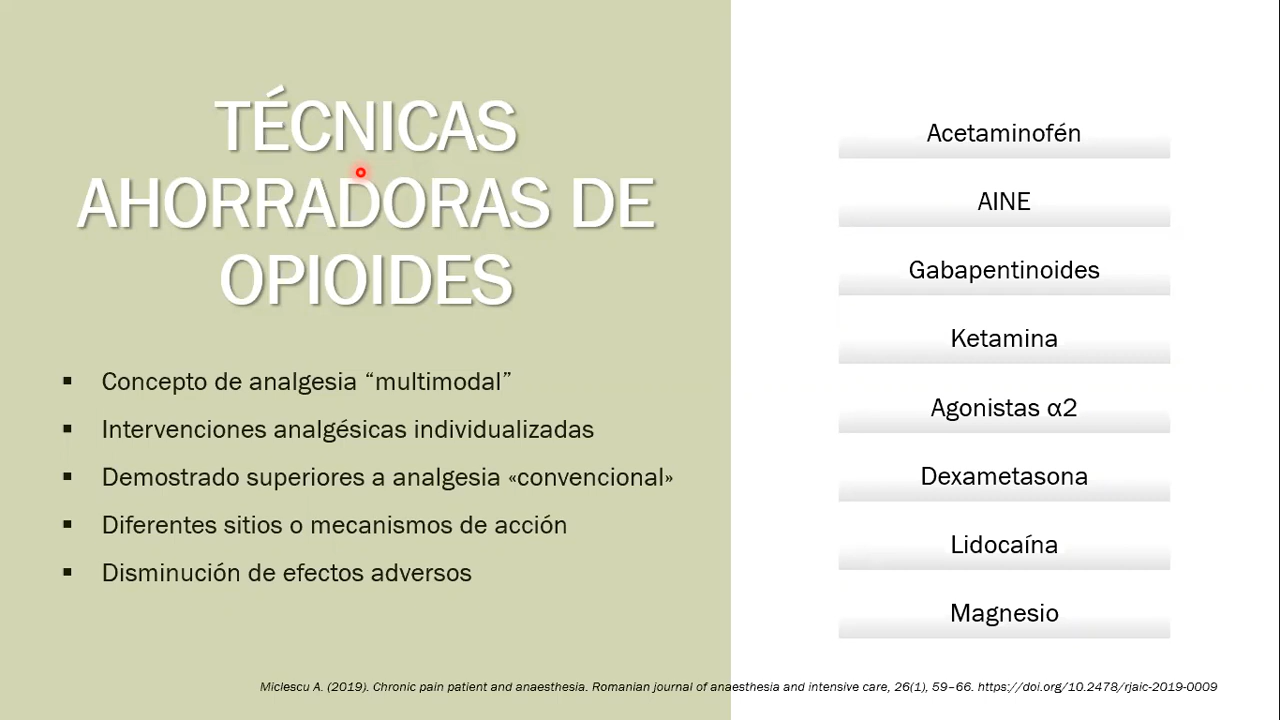 TÉCNICAS
AHORRADORAS DE
OPIOIDES
▪ Concepto de analgesia “multimodal”
▪ Intervenciones analgésicas individualizadas
▪ Demostrado superiores a analgesia «convencional»
▪ Diferentes sitios o mecanismos de acción
▪ Disminución de efectos adversos
Acetaminofén
AINE
Gabapentinoides
Ketamina
Agonistas α2
Dexametasona
Lidocaína
Magnesio
Miclescu A. (2019). Chronic pain patient and anaesthesia. Romanian journal of anaesthesia and intensive care, 26(1), 59–66. https://doi.org/10.2478/rjaic-2019-0009